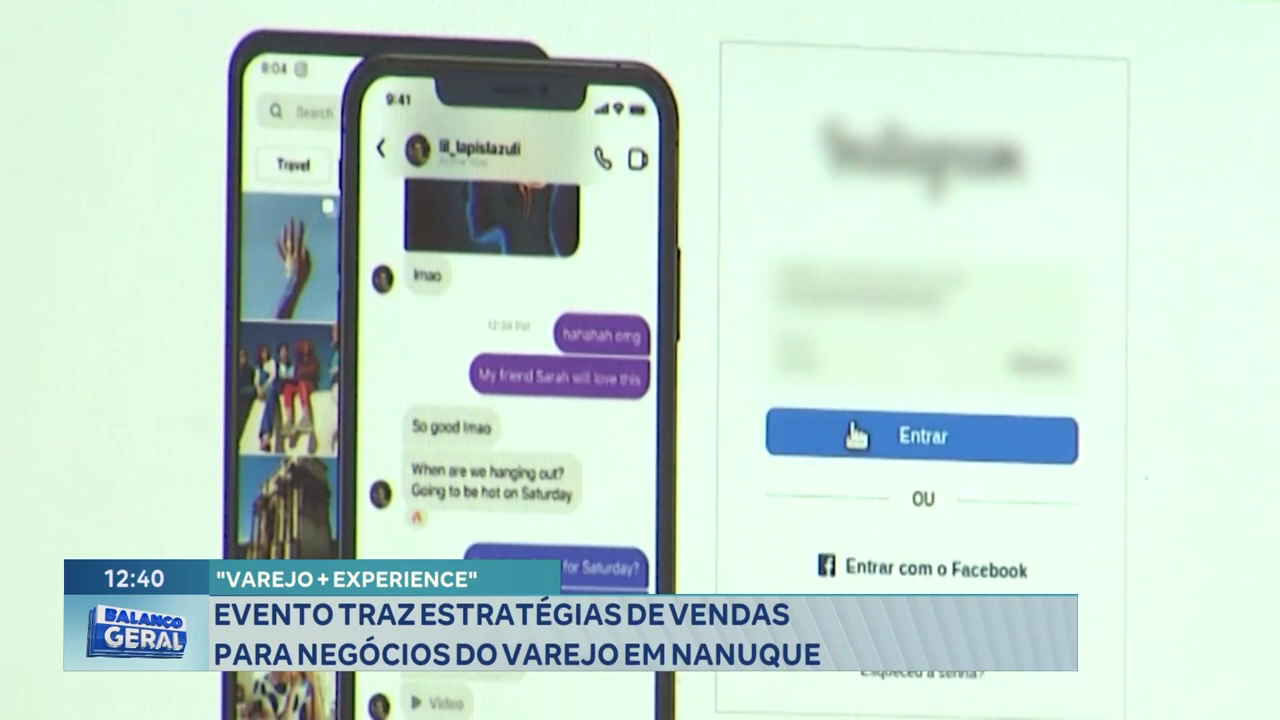 8:04
Search
Travel
9:41
lil_lapislazuli
lmao
12:38 PM
hahahah omg
My friend Sarah will love this
So good lmao
When are we hanging out?
Going to be hot on Saturday
for Saturday?
Video
Entrar
OU
Entrar com o Facebook
Esqueceu a senha?
12:40
"VAREJO + EXPERIENCE"
BALANÇO
GERAL
EVENTO TRAZ ESTRATÉGIAS DE VENDAS
PARA NEGÓCIOS DO VAREJO EM NANUQUE